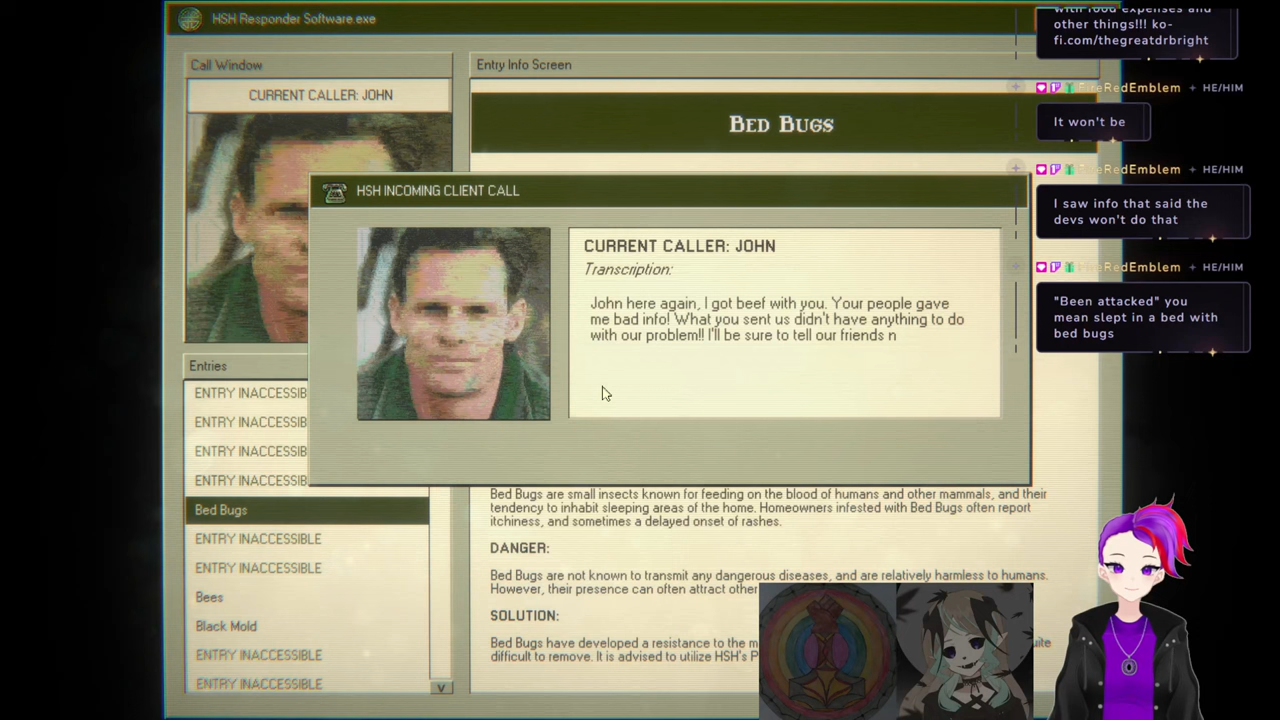 HSH Responder Software.exe
Call Window
CURRENT CALLER: JOHN
Entry Info Screen
BED BUGS
HSH INCOMING CLIENT CALL
CURRENT CALLER: JOHN
Transcription:
John here again, I got beef with you. Your people gave
me bad info! What you sent us didn't have anything to do
with our problem!! I'll be sure to tell our friends n
Entries
ENTRY INACCESSIB
ENTRY INACCESSIB
ENTRY INACCESSIB
ENTRY INACCESSIB
Bed Bugs
ENTRY INACCESSIBLE
ENTRY INACCESSIBLE
Bees
Black Mold
ENTRY INACCESSIBLE
ENTRY INACCESSIBLE
V
Bed Bugs are small insects known for feeding on the blood of humans and other mammals, and their
tendency to inhabit sleeping areas of the home. Homeowners infested with Bed Bugs often report
itchiness, and sometimes a delayed onset of rashes.
DANGER:
Bed Bugs are not known to transmit any dangerous diseases, and are relatively harmless to humans.
However, their presence can often attract other
SOLUTION:
Bed Bugs have developed a resistance to the m
difficult to remove. It is advised to utilize HSH's P
with food expenses and
other things!!! ko-
fi.com/thegreatdrbright
FireRedEmblem + HE/HIM
It won't be
FireRedEmblem + HE/HIM
I saw info that said the
devs won't do that
FireRedEmblem + HE/HIM
"Been attacked" you
mean slept in a bed with
bed bugs